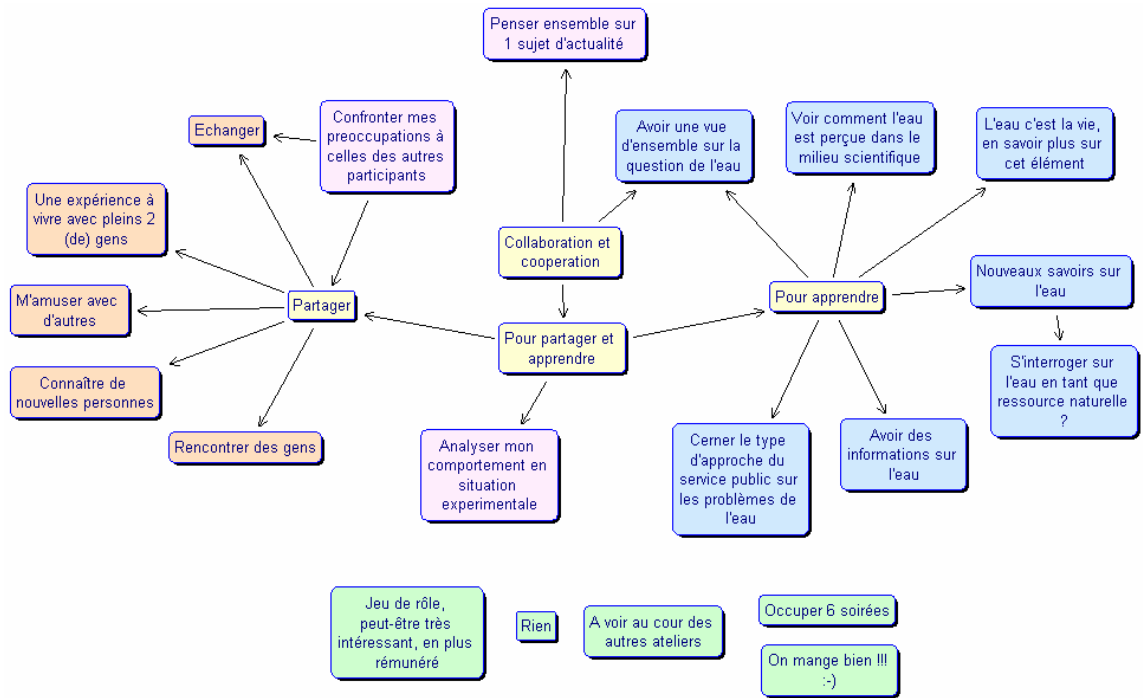 Penser ensemble sur
1 sujet d'actualité
Confronter mes
preoccupations à
celles des autres
participants
Echanger
Avoir une vue
d'ensemble sur la
question de l'eau
Voir comment l'eau
est perçue dans le
milieu scientifique
L'eau c'est la vie,
en savoir plus sur
cet élément
Une expérience à
vivre avec pleins 2
(de) gens
Collaboration et
cooperation
Nouveaux savoirs sur
l'eau
M'amuser avec
d'autres
Partager
Pour apprendre
Pour partager et
apprendre
Connaître de
nouvelles personnes
S'interroger sur
l'eau en tant que
ressource naturelle
?
Rencontrer des gens
Analyser mon
comportement en
situation
experimentale
Cerner le type
d'approche du
service public sur
les problèmes de
l'eau
Avoir des
informations sur
l'eau
Jeu de rôle,
peut-être très
intéressant, en plus
rémunéré
Rien
A voir au cour des
autres ateliers
Occuper 6 soirées
On mange bien !!!
:-)